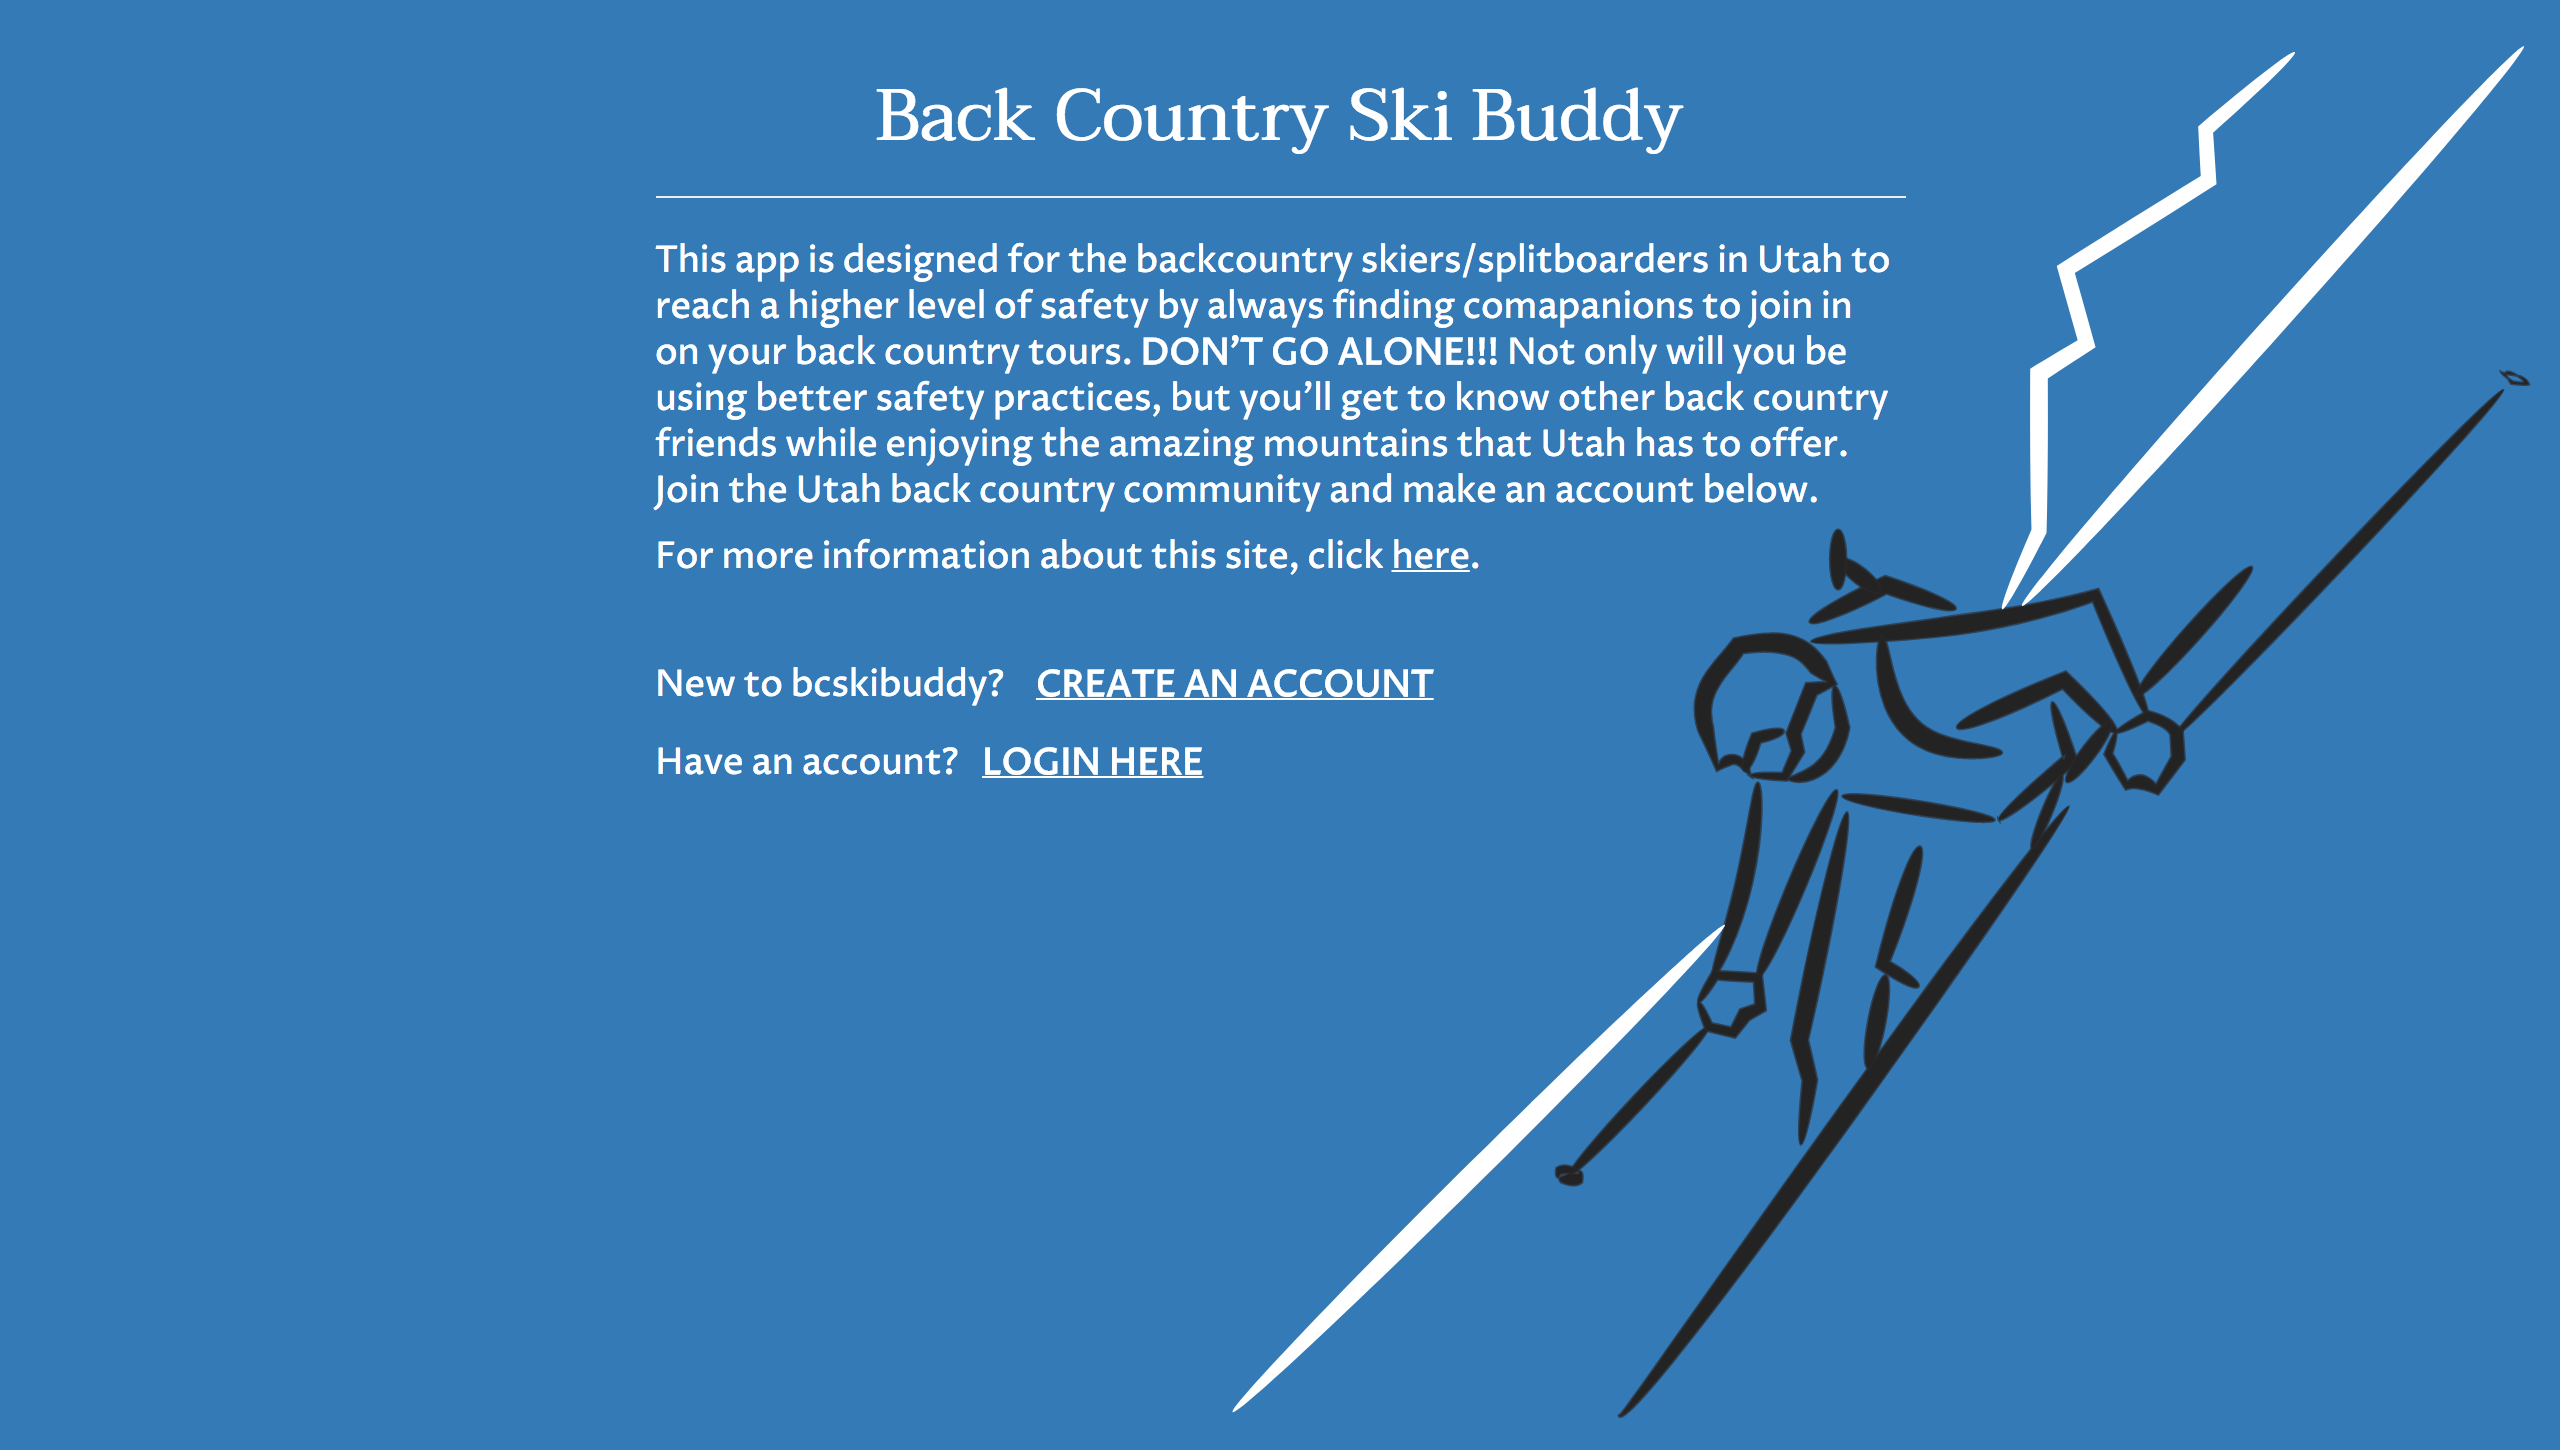 Back Country Ski Buddy
This app is designed for the backcountry skiers/splitboarders in Utah to
reach a higher level of safety by always finding comapanions to join in
on your back country tours. DON’T GO ALONE!!! Not only will you be
using better safety practices, but you’ll get to know other back country
friends while enjoying the amazing mountains that Utah has to offer.
Join the Utah back country community and make an account below.
For more information about this site, click here.
New to bcskibuddy? CREATE AN ACCOUNT
Have an account? LOGIN HERE